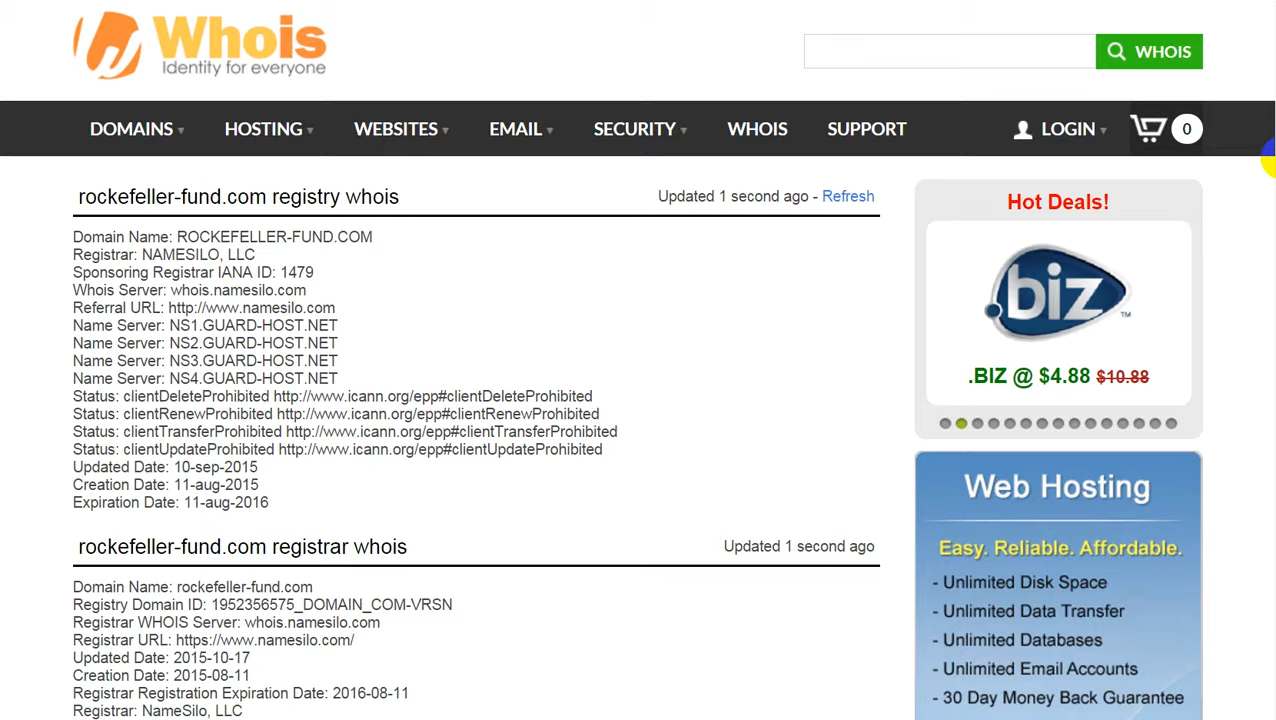 Whois
Identity for everyone
WHOIS
DOMAINS
HOSTING
WEBSITES
EMAIL
SECURITY
WHOIS
SUPPORT
LOGIN
0
rockefeller-fund.com registry whois
Updated 1 second ago - Refresh
Domain Name: ROCKEFELLER-FUND.COM
Registrar: NAMESILO, LLC
Sponsoring Registrar IANA ID: 1479
Whois Server: whois.namesilo.com
Referral URL: http://www.namesilo.com
Name Server: NS1.GUARD-HOST.NET
Name Server: NS2.GUARD-HOST.NET
Name Server: NS3.GUARD-HOST.NET
Name Server: NS4.GUARD-HOST.NET
Status: clientDeleteProhibited http://www.icann.org/epp#clientDeleteProhibited
Status: clientRenewProhibited http://www.icann.org/epp#clientRenewProhibited
Status: clientTransferProhibited http://www.icann.org/epp#clientTransferProhibited
Status: clientUpdateProhibited http://www.icann.org/epp#clientUpdateProhibited
Updated Date: 10-sep-2015
Creation Date: 11-aug-2015
Expiration Date: 11-aug-2016
rockefeller-fund.com registrar whois
Updated 1 second ago
Domain Name: rockefeller-fund.com
Registry Domain ID: 1952356575_DOMAIN_COM-VRSN
Registrar WHOIS Server: whois.namesilo.com
Registrar URL: https://www.namesilo.com/
Updated Date: 2015-10-17
Creation Date: 2015-08-11
Registrar Registration Expiration Date: 2016-08-11
Registrar: NameSilo, LLC
Hot Deals!
.biz
TM
.BIZ @ $4.88 $10.88
Web Hosting
Easy. Reliable. Affordable.
- Unlimited Disk Space
- Unlimited Data Transfer
- Unlimited Databases
- Unlimited Email Accounts
- 30 Day Money Back Guarantee